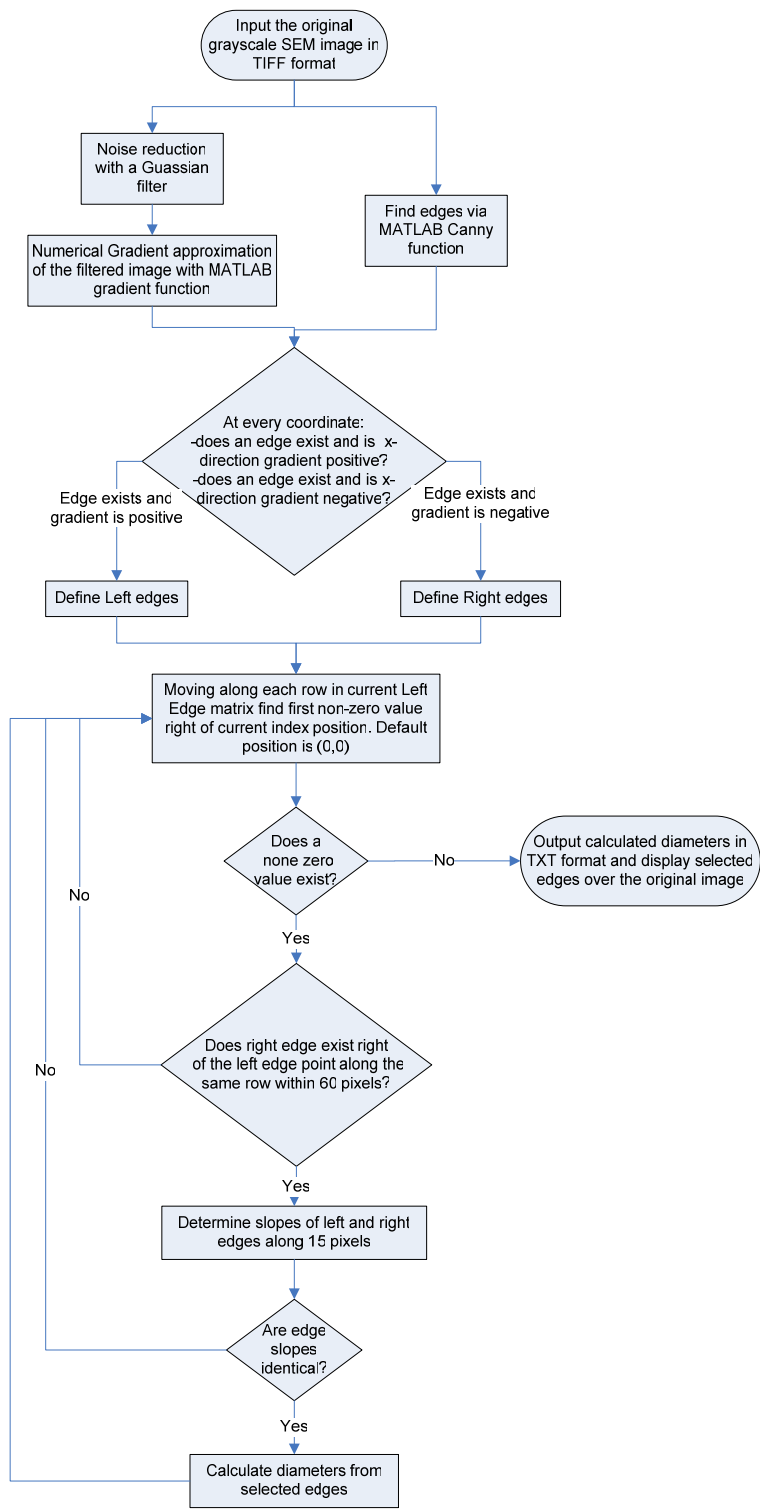 Input the original
grayscale SEM image in
TIFF format
Noise reduction
with a Guassian
filter
Find edges via
MATLAB Canny
function
Numerical Gradient approximation
of the filtered image with MATLAB
gradient function
At every coordinate:
-does an edge exist and is x-
direction gradient positive?
-does an edge exist and is x-
direction gradient negative?
Edge exists and
gradient is positive
Edge exists and
gradient is negative
Define Left edges
Define Right edges
Moving along each row in current Left
Edge matrix find first non-zero value
right of current index position. Default
position is (0,0)
Does a
none zero
value exist?
No
Output calculated diameters in
TXT format and display selected
edges over the original image
No
Yes
Does right edge exist right
of the left edge point along the
same row within 60 pixels?
No
Yes
Determine slopes of left and right
edges along 15 pixels
Are edge
slopes
identical?
Yes
Calculate diameters from
selected edges